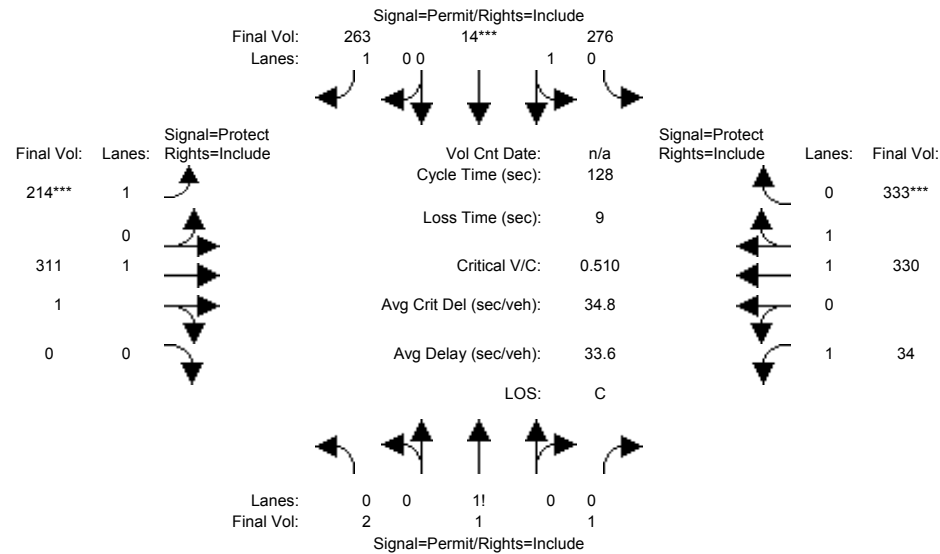 Signal=Permit/Rights=Include
Final Vol: 263 14*** 276
Lanes: 1 0 0 1 0
Signal=Protect Signal=Protect
Final Vol: Lanes: Rights=Include Vol Cnt Date: n/a Rights=Include Lanes: Final Vol:
Cycle Time (sec): 128
214*** 1 0 333***
Loss Time (sec): 9
0 1
311 1 Critical V/C: 0.510 1 330
1 Avg Crit Del (sec/veh): 34.8 0
0 0 Avg Delay (sec/veh): 33.6 1 34
LOS: C
Lanes: 0 0 1! 0 0
Final Vol: 2 1 1
Signal=Permit/Rights=Include